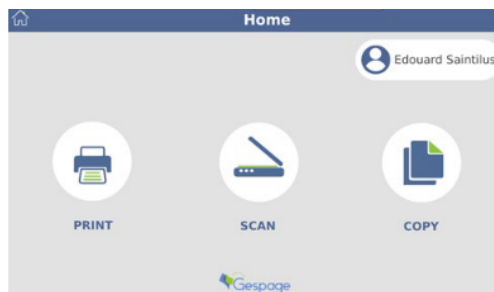 Home
Edouard Saintilus
PRINT
SCAN
COPY
Gespage